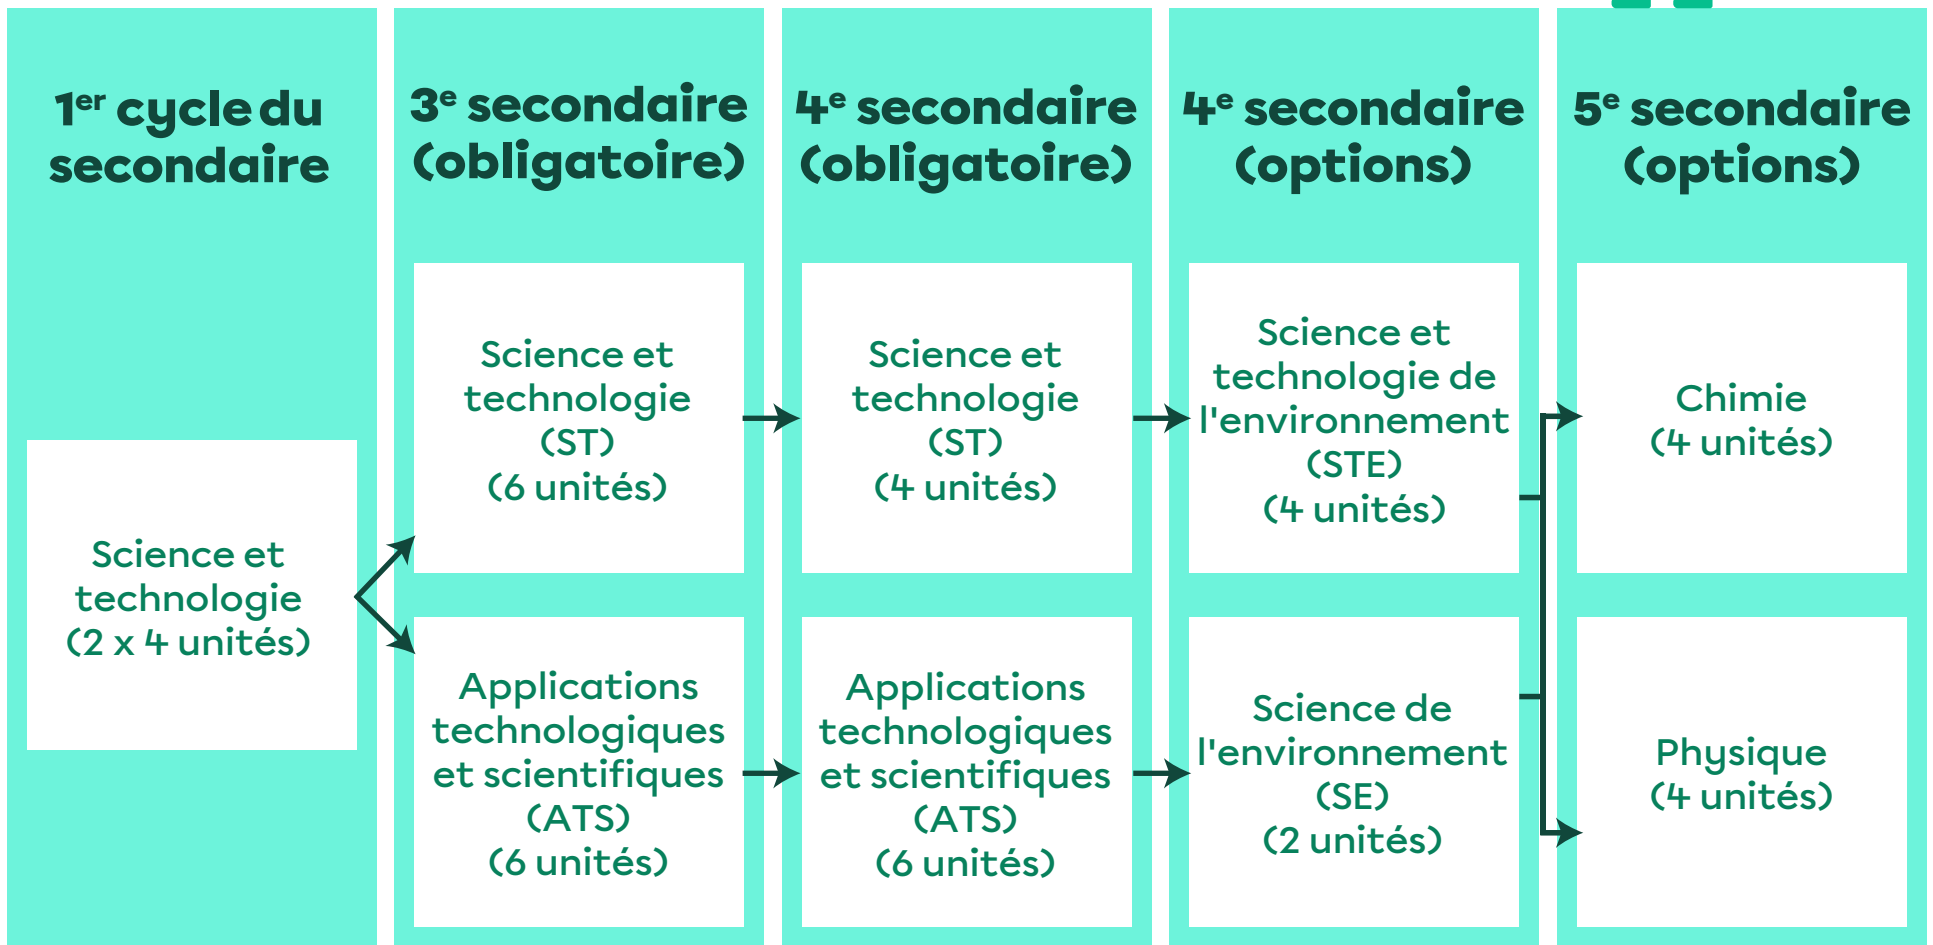 1er cycle du
secondaire
Science et
technologie
(2 x 4 unités)
3e secondaire
(obligatoire)
Science et
technologie
(ST)
(6 unités)
Applications
technologiques
et scientifiques
(ATS)
(6 unités)
4e secondaire
(obligatoire)
Science et
technologie
(ST)
(4 unités)
Applications
technologiques
et scientifiques
(ATS)
(6 unités)
4e secondaire
(options)
Science et
technologie de
l'environnement
(STE)
(4 unités)
Science de
l'environnement
(SE)
(2 unités)
5e secondaire
(options)
Chimie
(4 unités)
Physique
(4 unités)